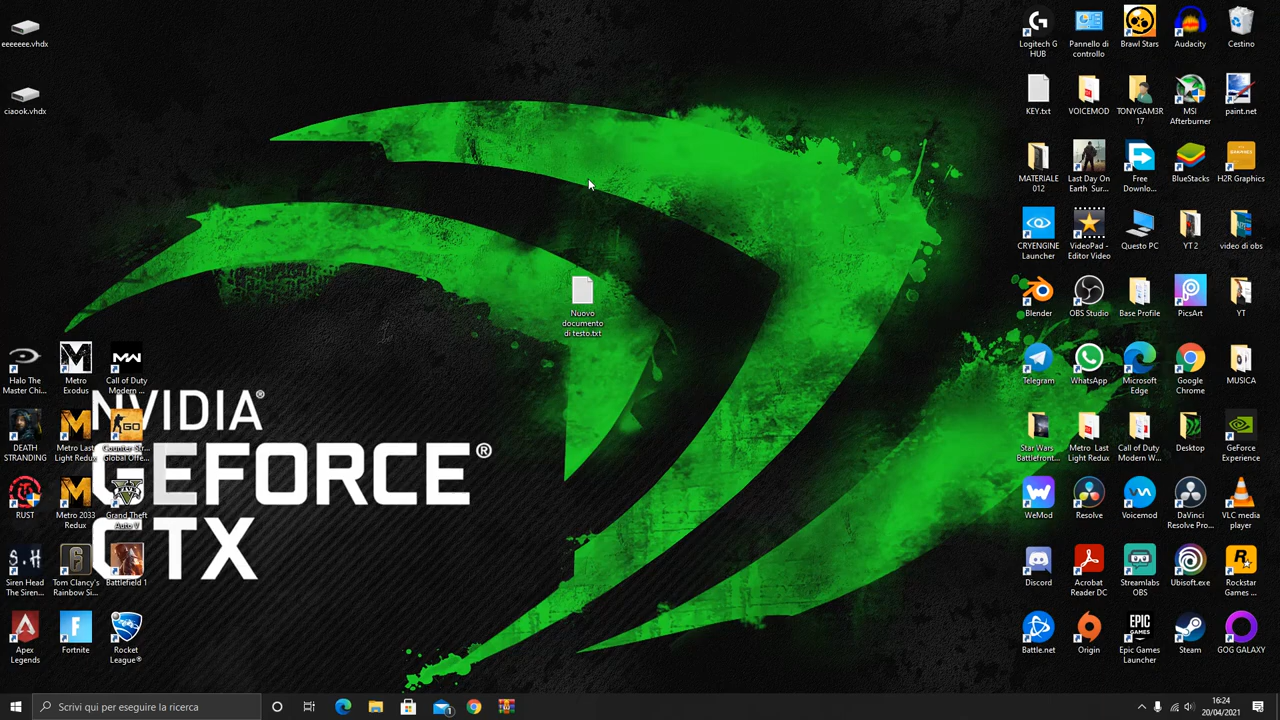 eeeeeee.vhdx
ciaook.vhdx
Logitech G
HUB
Pannello di
controllo
Brawl Stars
Audacity
Cestino
KEY.txt
VOICEMOD
TONYGAM3R
17
MSI
Afterburner
paint.net
MATERIALE
012
Last Day On
Earth Sur...
Free
Downlo...
BlueStacks
GRAPHICS
H2R Graphics
CRYENGINE
Launcher
VideoPad -
Editor Video
Questo PC
YT 2
video di obs
Blender
OBS Studio
Base Profile
PicsArt
YT
Nuovo
documento
di testo.txt
Halo The
Master Chi...
Metro
Exodus
Call of Duty
Modern ...
Telegram
WhatsApp
Microsoft
Edge
Google
Chrome
MUSICA
DEATH
STRANDING
Metro Last
Light Redux
Counter-Str...
Global Offe...
Star Wars
Battlefront...
Metro Last
Light Redux
Call of Duty
Modern W...
Desktop
GeForce
Experience
NVIDIA®
GEFORCE®
GTX
RUST
Metro 2033
Redux
Grand Theft
Auto V
WeMod
Resolve
Voicemod
DaVinci
Resolve Pro...
VLC media
player
Siren Head
The Siren...
Tom Clancy's
Rainbow Si...
Battlefield 1
Discord
Acrobat
Reader DC
Streamlabs
OBS
Ubisoft.exe
Rockstar
Games ...
Apex
Legends
Fortnite
Rocket
League®
Battle.net
Origin
EPIC
GAMES
Epic Games
Launcher
Steam
GOG GALAXY
Scrivi qui per eseguire la ricerca
1
16:24
20/04/2021